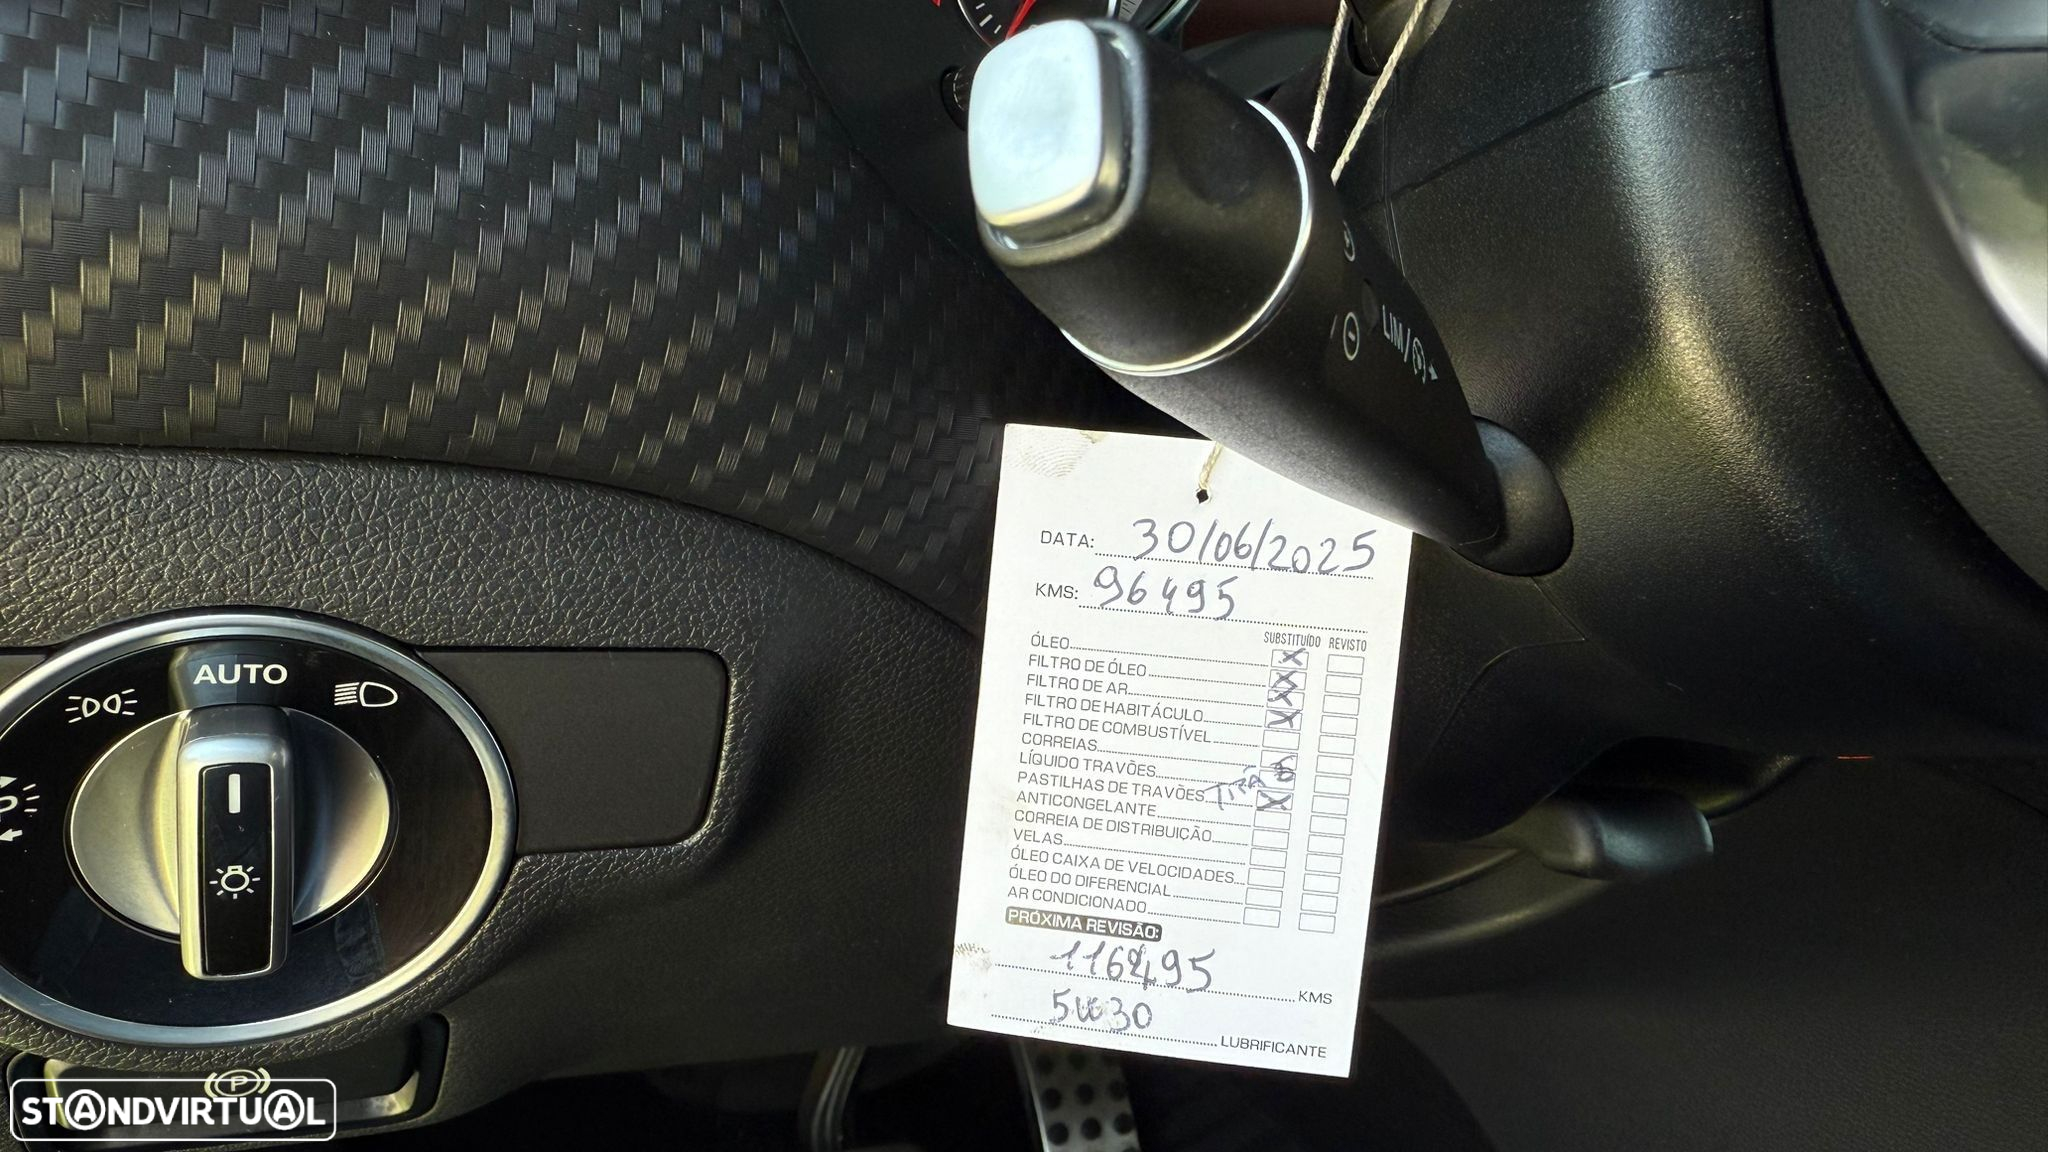 LIM/
AUTO
DATA: 30/06/2025
KMS: 96495
SUBSTITUÍDO REVISTO
ÓLEO X
FILTRO DE ÓLEO X
FILTRO DE AR X
FILTRO DE HABITÁCULO X
FILTRO DE COMBUSTÍVEL
CORREIAS
LÍQUIDO TRAVÕES
PASTILHAS DE TRAVÕES X
ANTICONGELANTE
CORREIA DE DISTRIBUIÇÃO
VELAS
ÓLEO CAIXA DE VELOCIDADES
ÓLEO DO DIFERENCIAL
AR CONDICIONADO
PRÓXIMA REVISÃO:
116495 KMS
5W30 LUBRIFICANTE
P
STANDVIRTUAL